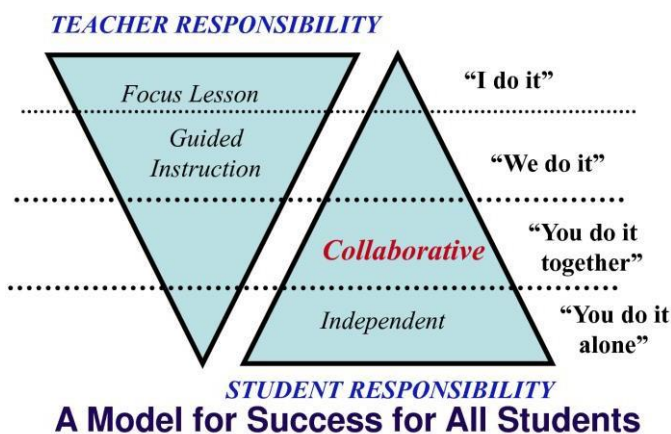 TEACHER RESPONSIBILITY
Focus Lesson
“I do it”
Guided
Instruction
“We do it”
Collaborative
“You do it
together”
Independent
“You do it
alone”
STUDENT RESPONSIBILITY
A Model for Success for All Students